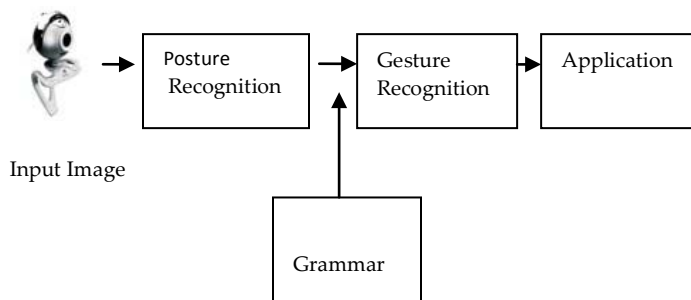 Posture
Recognition
Gesture
Recognition
Application
Input Image
Grammar